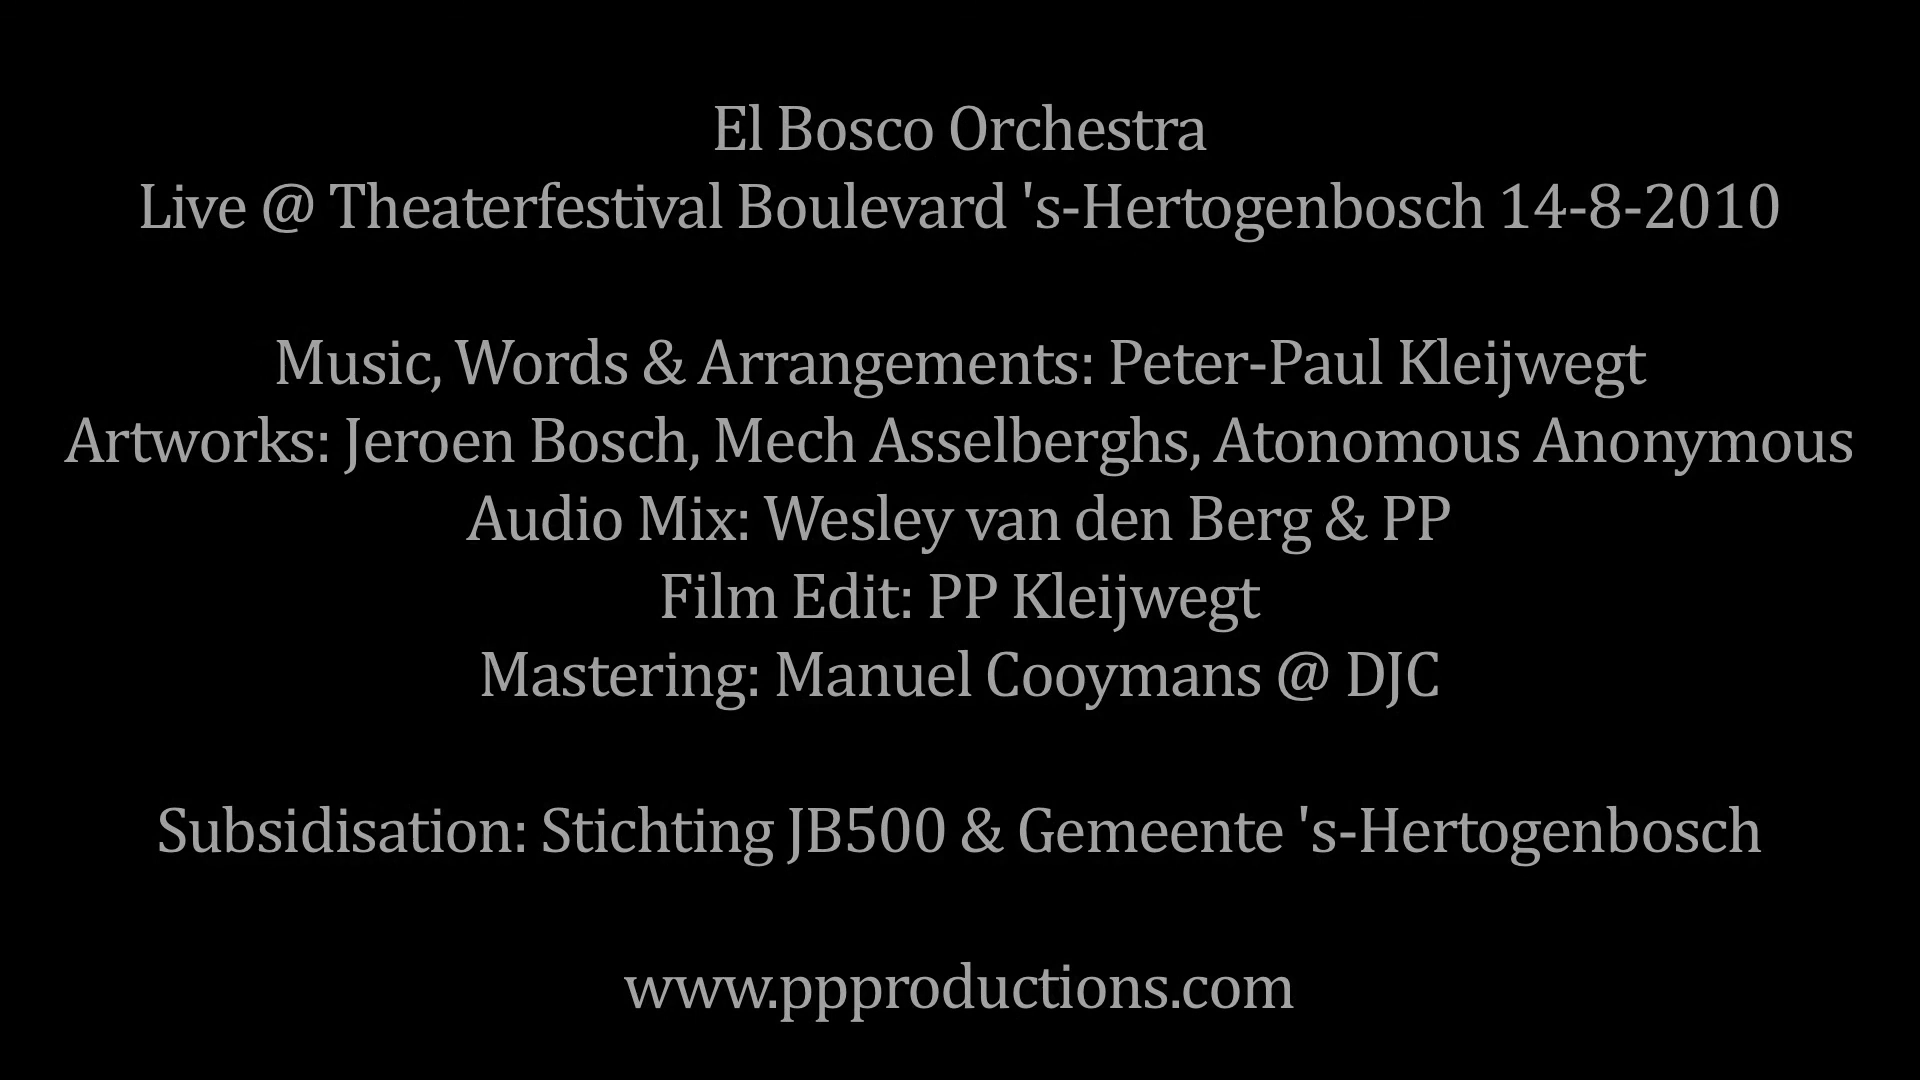 El Bosco Orchestra
Live @ Theaterfestival Boulevard 's-Hertogenbosch 14-8-2010
Music, Words & Arrangements: Peter-Paul Kleijwegt
Artworks: Jeroen Bosch, Mech Asselberghs, Atonomous Anonymous
Audio Mix: Wesley van den Berg & PP
Film Edit: PP Kleijwegt
Mastering: Manuel Cooymans @ DJC
Subsidisation: Stichting JB500 & Gemeente 's-Hertogenbosch
www.ppproductions.com